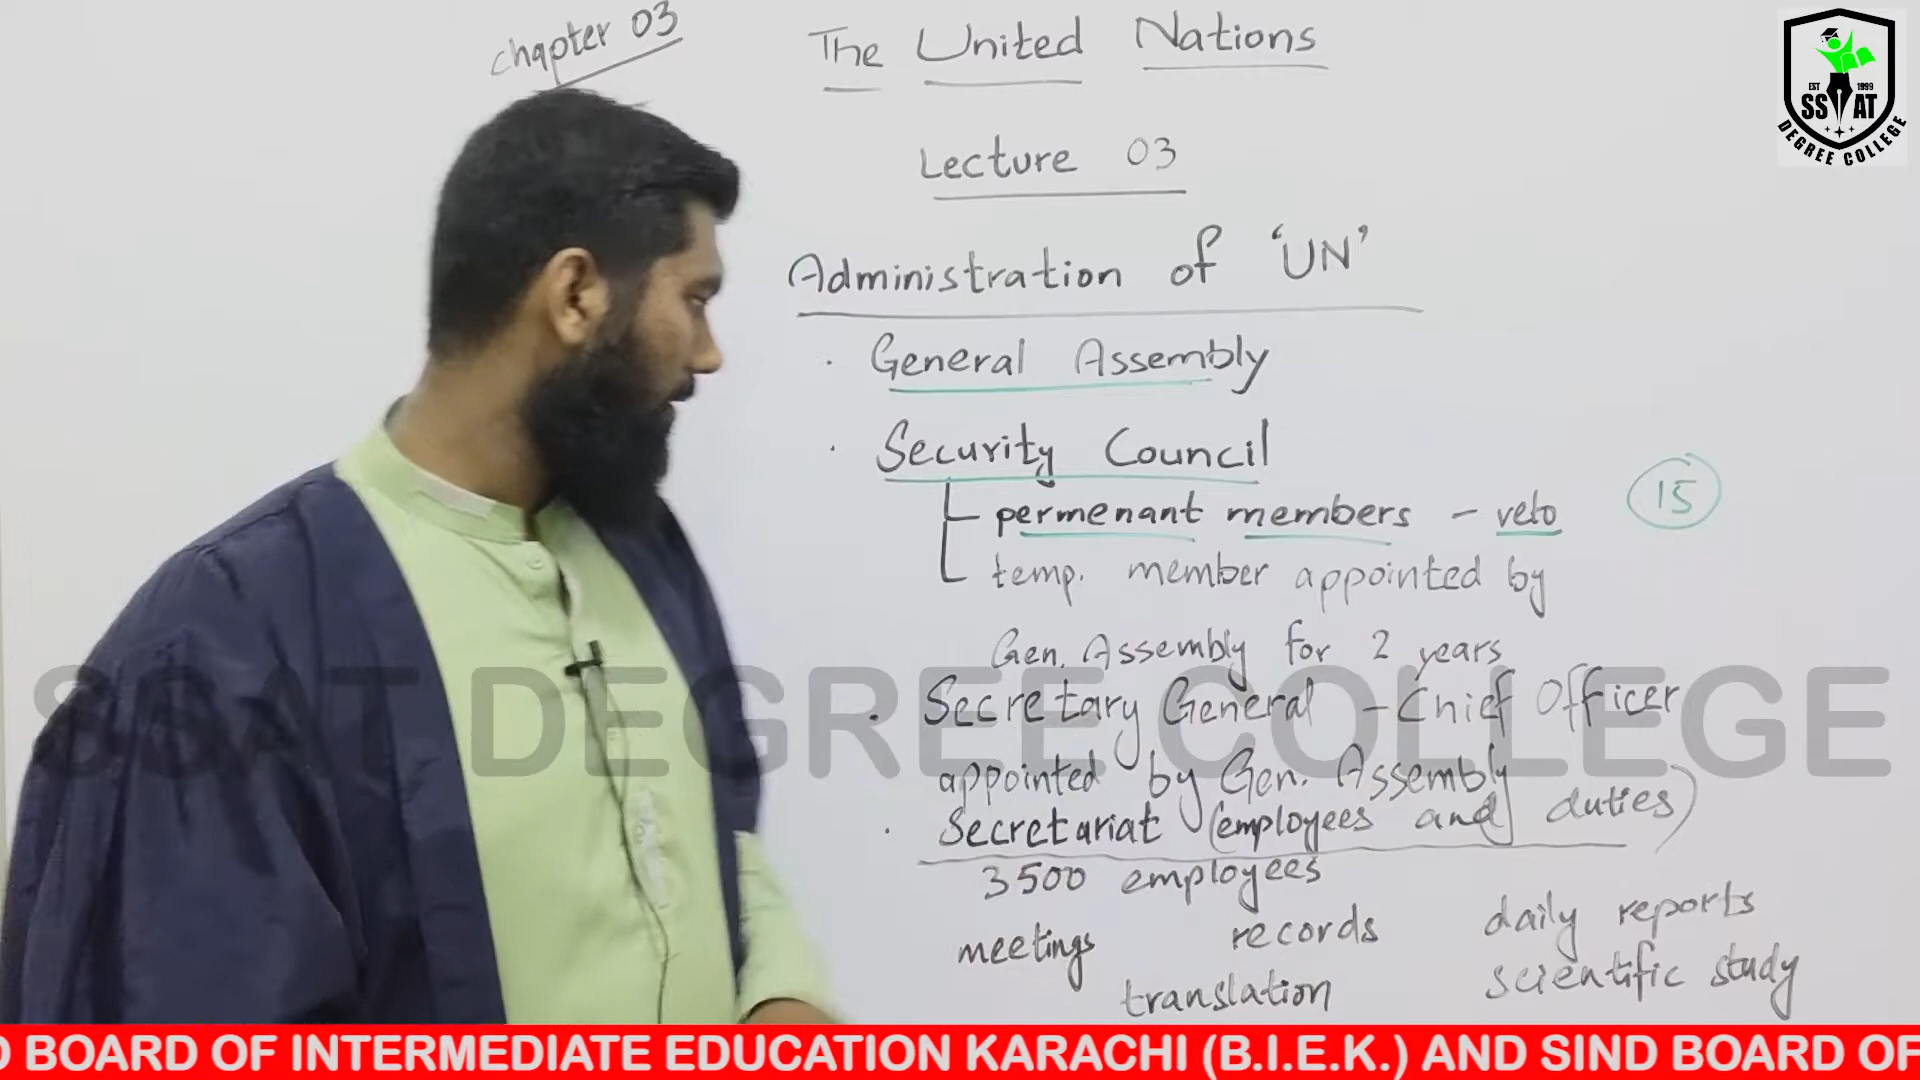 chapter 03
The United Nations
Lecture 03
Administration of 'UN'
· General Assembly
· Security Council
permenant members - veto
15
temp. member appointed by
Gen. Assembly for 2 years
· Secretary General - Chief Officer
appointed by Gen. Assembly
· Secretariat (employees and duties)
3500 employees
meetings records daily reports
translation scientific study
EST 1999
SSAT
DEGREE COLLEGE
SSAT DEGREE COLLEGE
D BOARD OF INTERMEDIATE EDUCATION KARACHI (B.I.E.K.) AND SIND BOARD OF